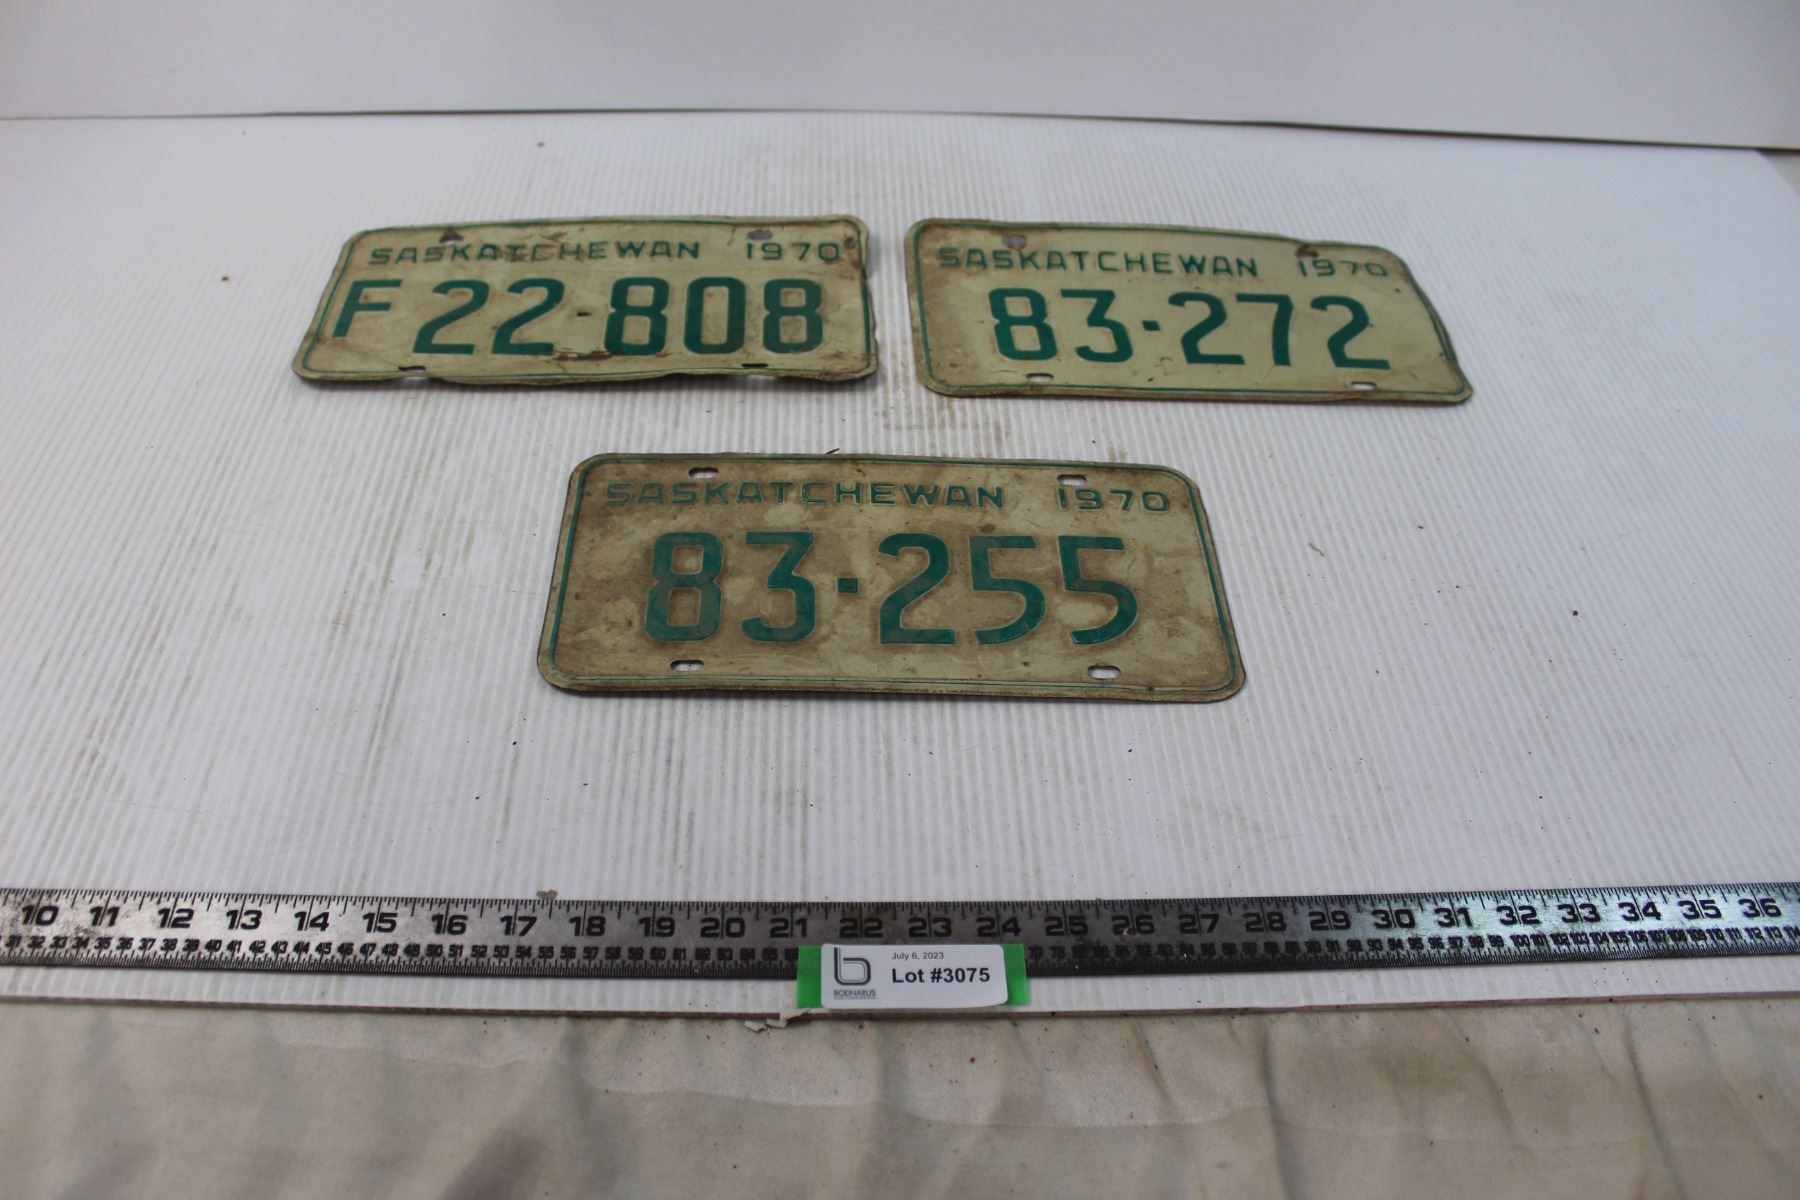 SASKATCHEWAN 1970
F 22-808
SASKATCHEWAN 1970
83-272
SASKATCHEWAN 1970
83-255
10 11 12 13 14 15 16 17 18 19 20 21 22 23 24 25 26 27 28 29 30 31 32 33 34 35 36
July 6, 2023
Lot #3075
BODNARUS